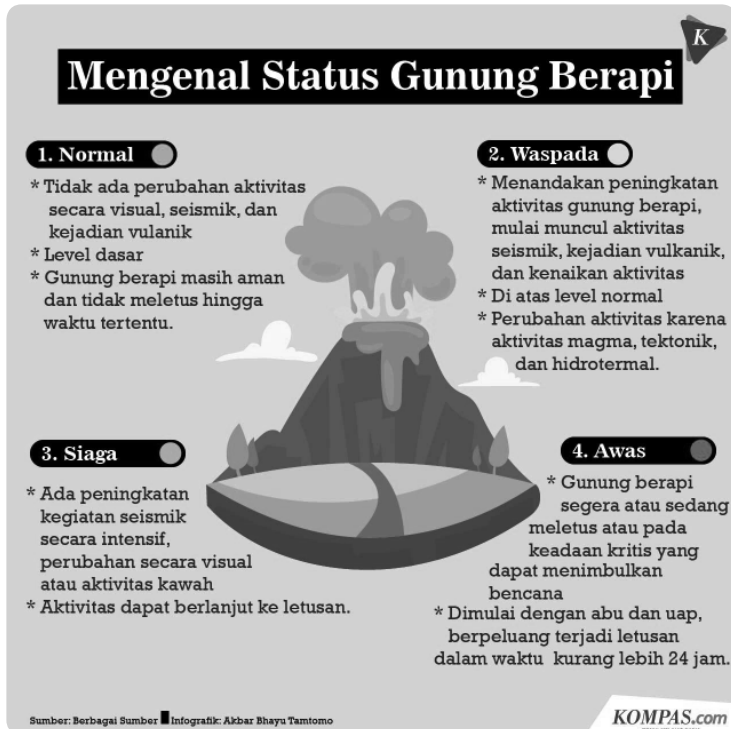 K
Mengenal Status Gunung Berapi
1. Normal
* Tidak ada perubahan aktivitas
secara visual, seismik, dan
kejadian vulanik
* Level dasar
* Gunung berapi masih aman
dan tidak meletus hingga
waktu tertentu.
2. Waspada
* Menandakan peningkatan
aktivitas gunung berapi,
mulai muncul aktivitas
seismik, kejadian vulkanik,
dan kenaikan aktivitas
* Di atas level normal
* Perubahan aktivitas karena
aktivitas magma, tektonik,
dan hidrotermal.
3. Siaga
* Ada peningkatan
kegiatan seismik
secara intensif,
perubahan secara visual
atau aktivitas kawah
* Aktivitas dapat berlanjut ke letusan.
4. Awas
* Gunung berapi
segera atau sedang
meletus atau pada
keadaan kritis yang
dapat menimbulkan
bencana
* Dimulai dengan abu dan uap,
berpeluang terjadi letusan
dalam waktu kurang lebih 24 jam.
Sumber: Berbagai Sumber Infografik: Akbar Bhayu Tamtomo
KOMPAS.com